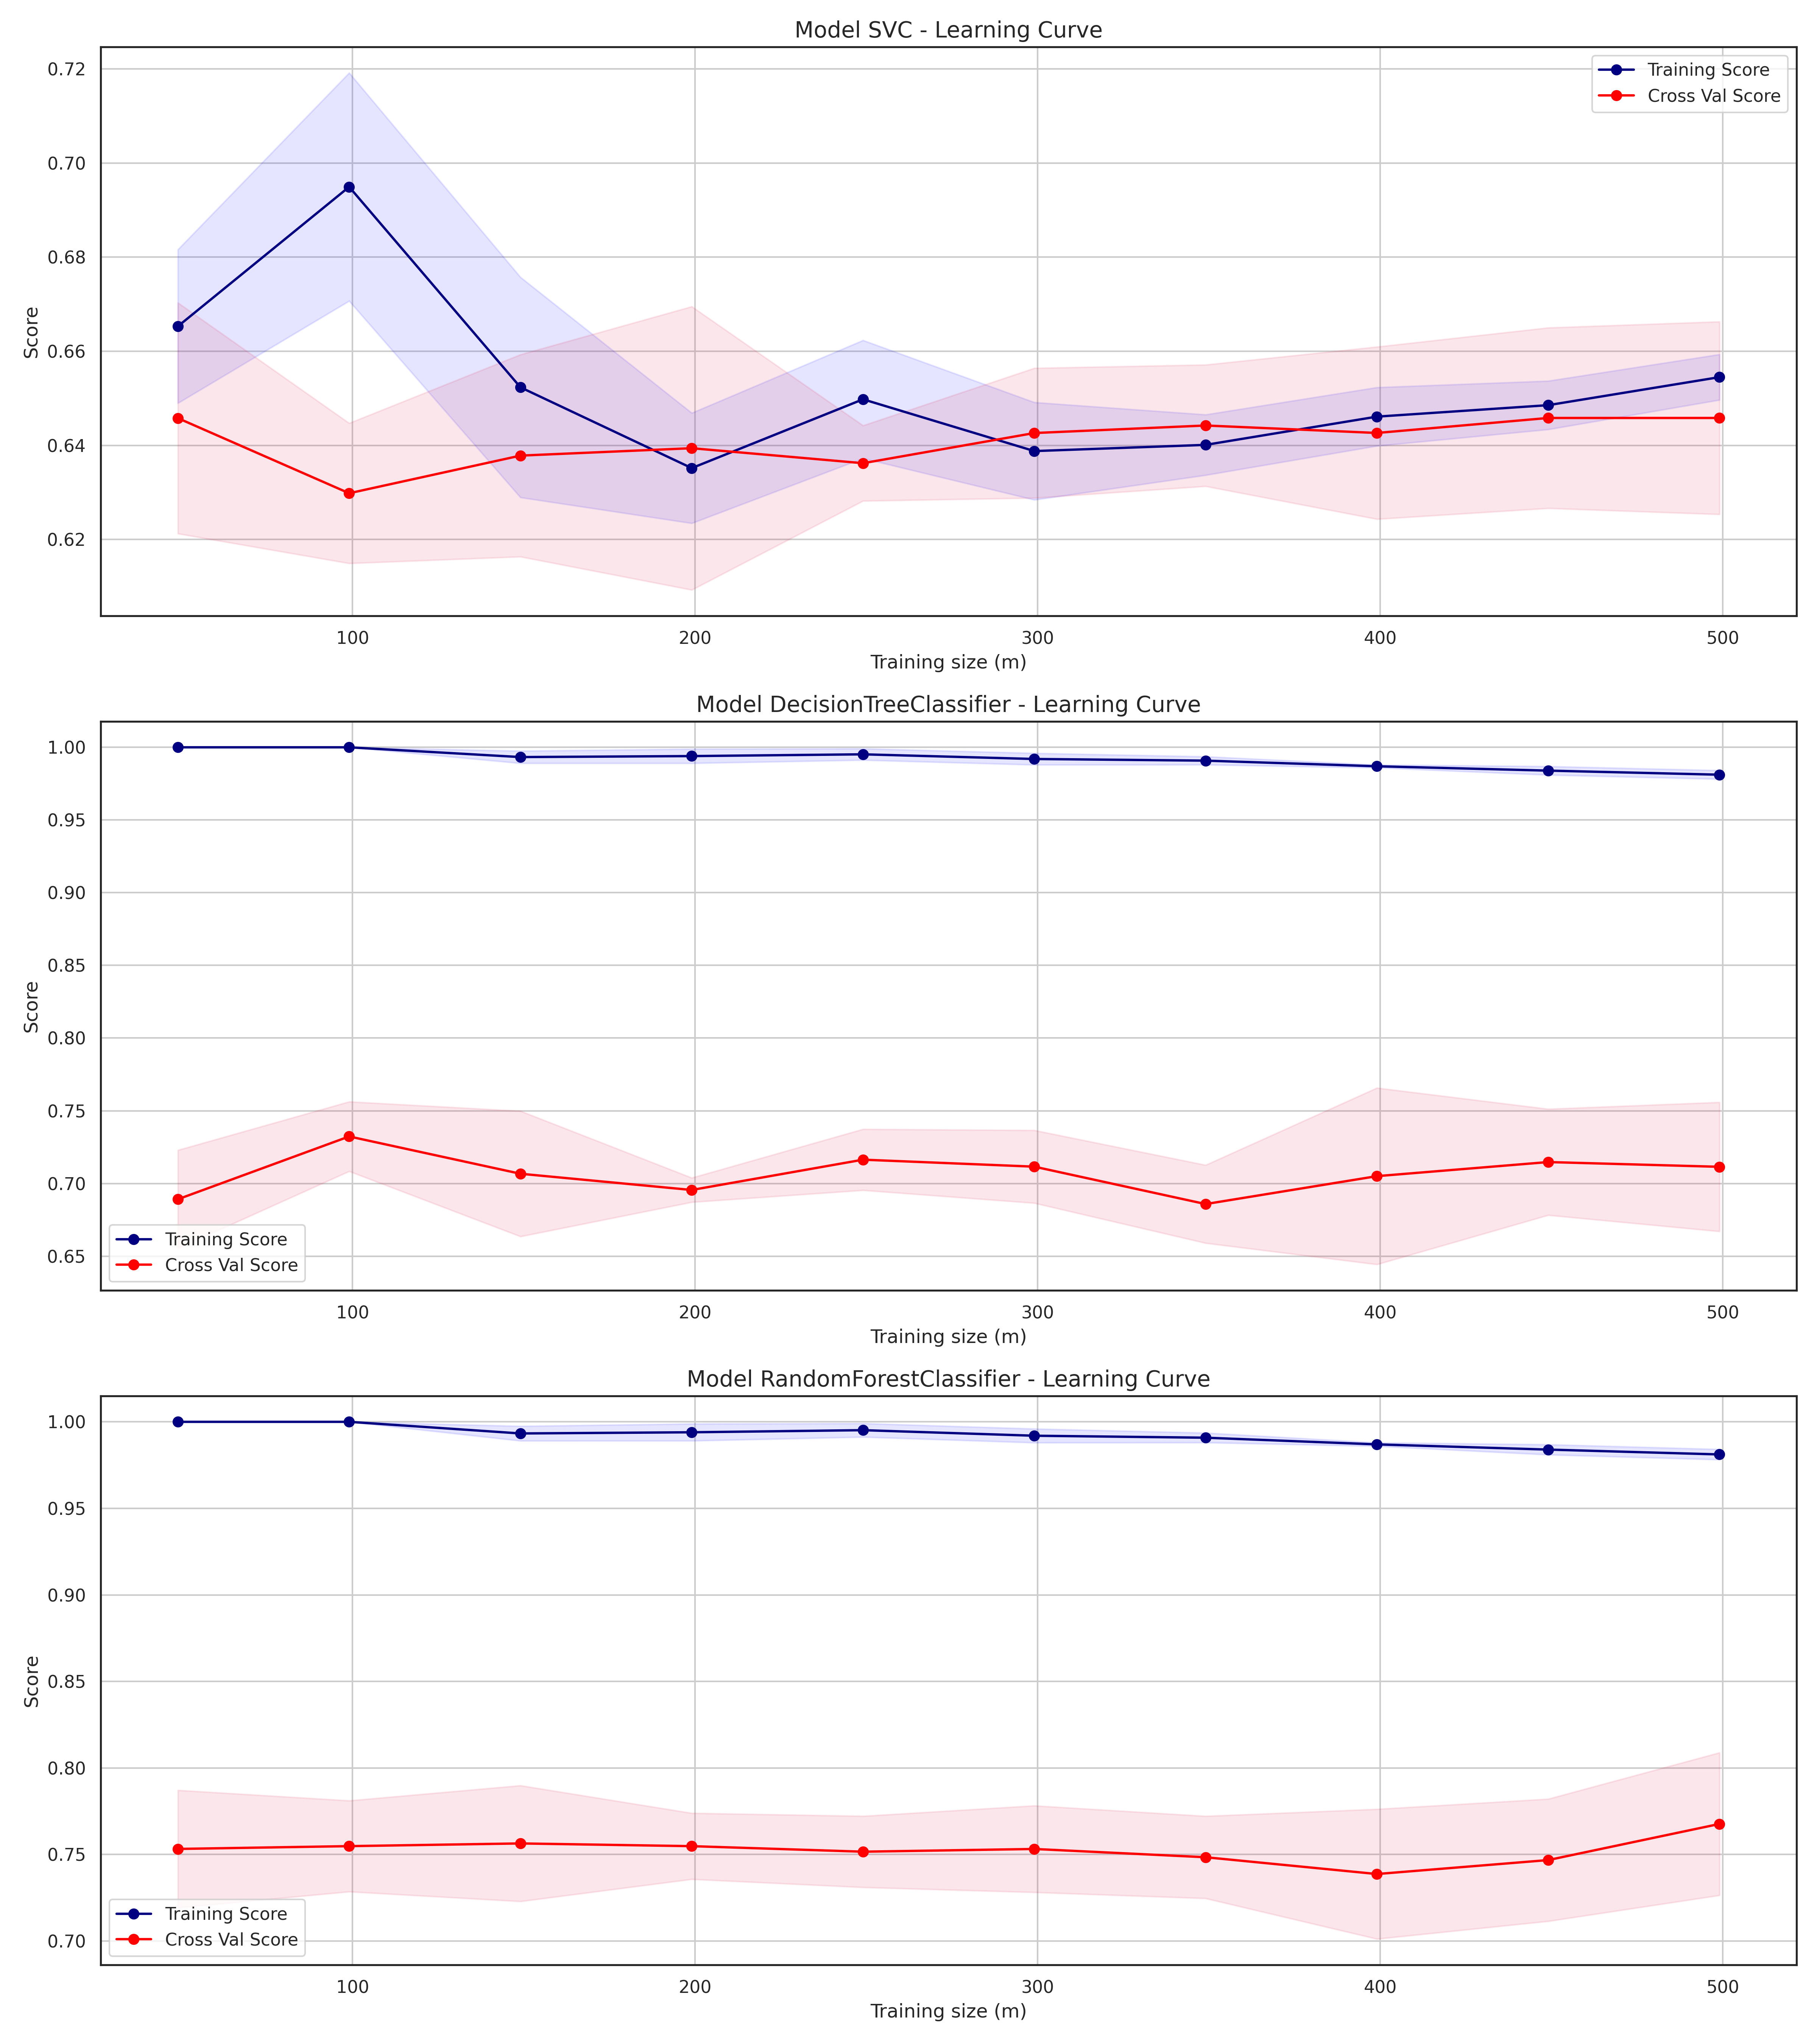 Model SVC - Learning Curve
Training Score
Cross Val Score
0.72
0.70
0.68
0.66
0.64
0.62
Score
100 200 300 400 500
Training size (m)
Model DecisionTreeClassifier - Learning Curve
1.00
0.95
0.90
0.85
0.80
0.75
0.70
0.65
Score
Training Score
Cross Val Score
100 200 300 400 500
Training size (m)
Model RandomForestClassifier - Learning Curve
1.00
0.95
0.90
0.85
0.80
0.75
0.70
Score
Training Score
Cross Val Score
100 200 300 400 500
Training size (m)